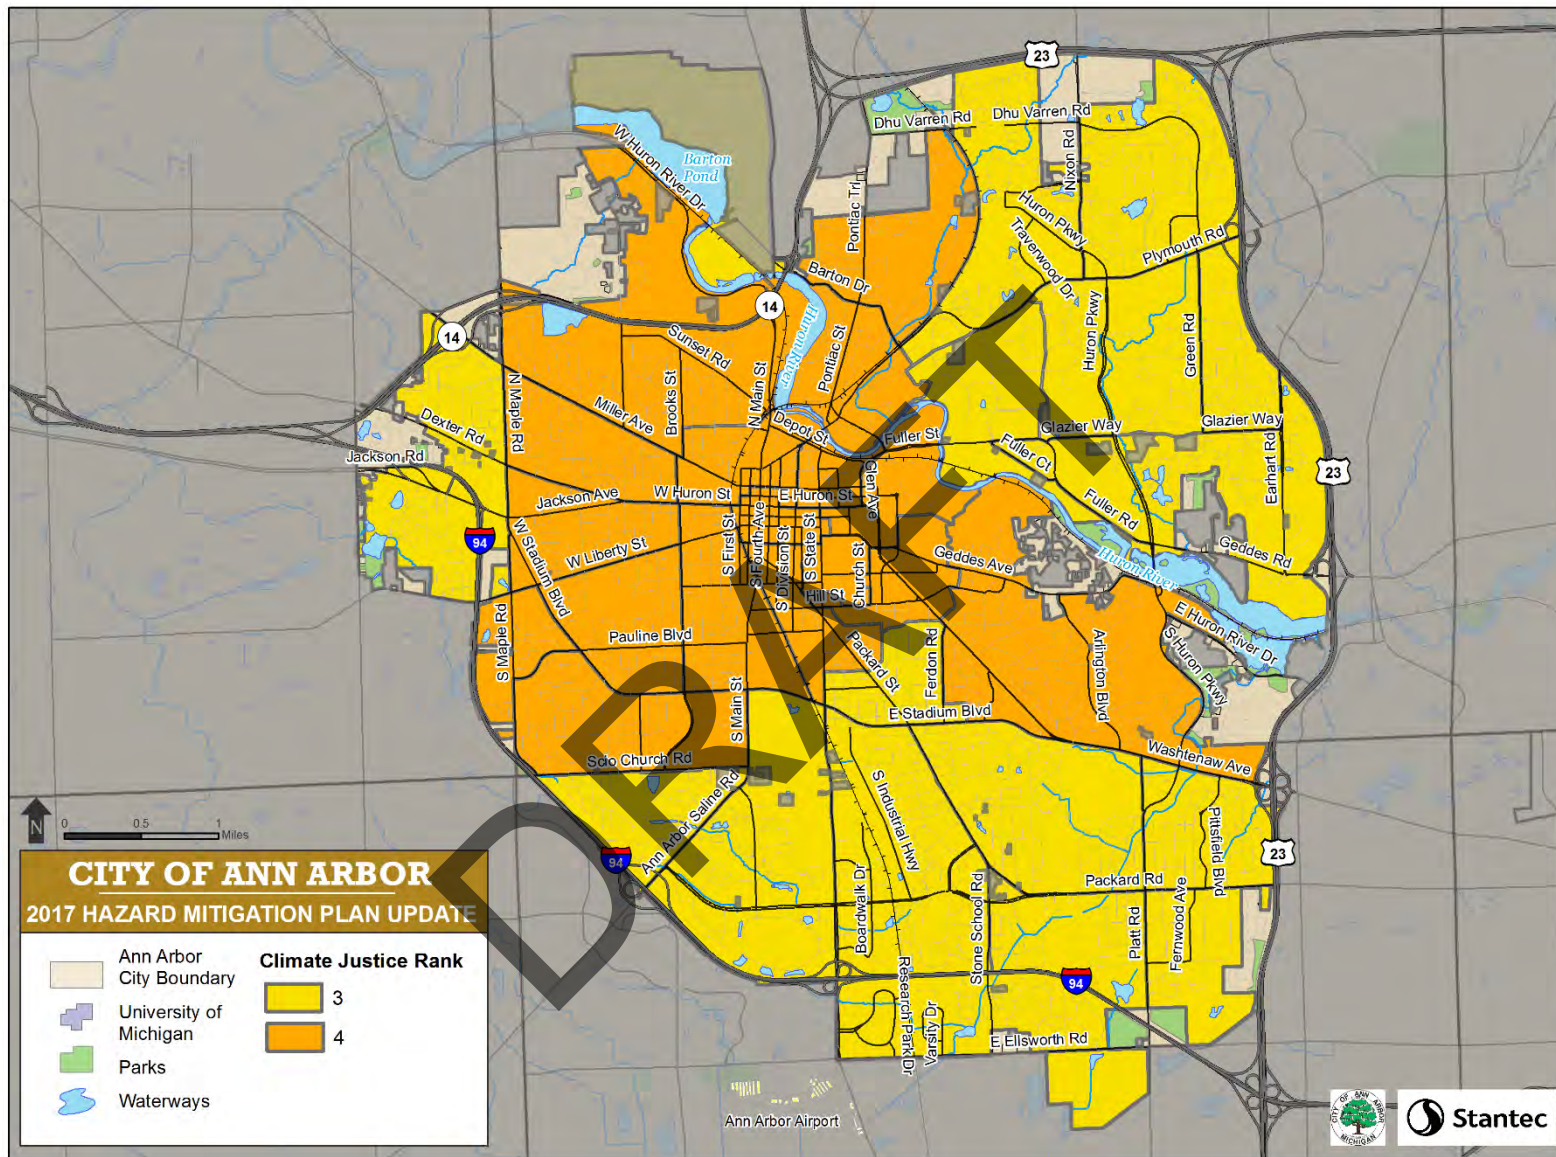 23
Dhu Varren Rd
Dhu Varren Rd
W Huron River Dr
Barton
Pond
Nixon Rd
Pontiac Trl
Huron Pkwy
Traverwood Dr
Plymouth Rd
Barton Dr
14
14
Huron River
Sunset Rd
Pontiac St
Huron Pkwy
Green Rd
N Main St
Brooks St
Miller Ave
N Maple Rd
Dexter Rd
Jackson Rd
Depot St
Fuller St
Glazier Way
Glazier Way
Fuller Ct
Earhart Rd
23
Jackson Ave
W Huron St
E Huron St
Glen Ave
Fuller Rd
94
W Stadium Blvd
W Liberty St
S First St
S Fourth Ave
S Division St
S State St
Church St
Geddes Ave
Geddes Rd
Huron River
Hill St
S Maple Rd
Pauline Blvd
Packard St
Ferdon Rd
Arlington Blvd
E Huron River Dr
S Huron Pkwy
S Main St
E Stadium Blvd
Washtenaw Ave
Scio Church Rd
Ann Arbor Saline Rd
S Industrial Hwy
Pittsfield Blvd
94
23
Boardwalk Dr
Stone School Rd
Packard Rd
Platt Rd
Fernwood Ave
94
Research Park Dr
Varsity Dr
E Ellsworth Rd
Ann Arbor Airport
DRAFT
N
0 0.5 1
Miles
CITY OF ANN ARBOR
2017 HAZARD MITIGATION PLAN UPDATE
Ann Arbor
City Boundary
University of
Michigan
Parks
Waterways
Climate Justice Rank
3
4
CITY OF ANN ARBOR
MICHIGAN
Stantec